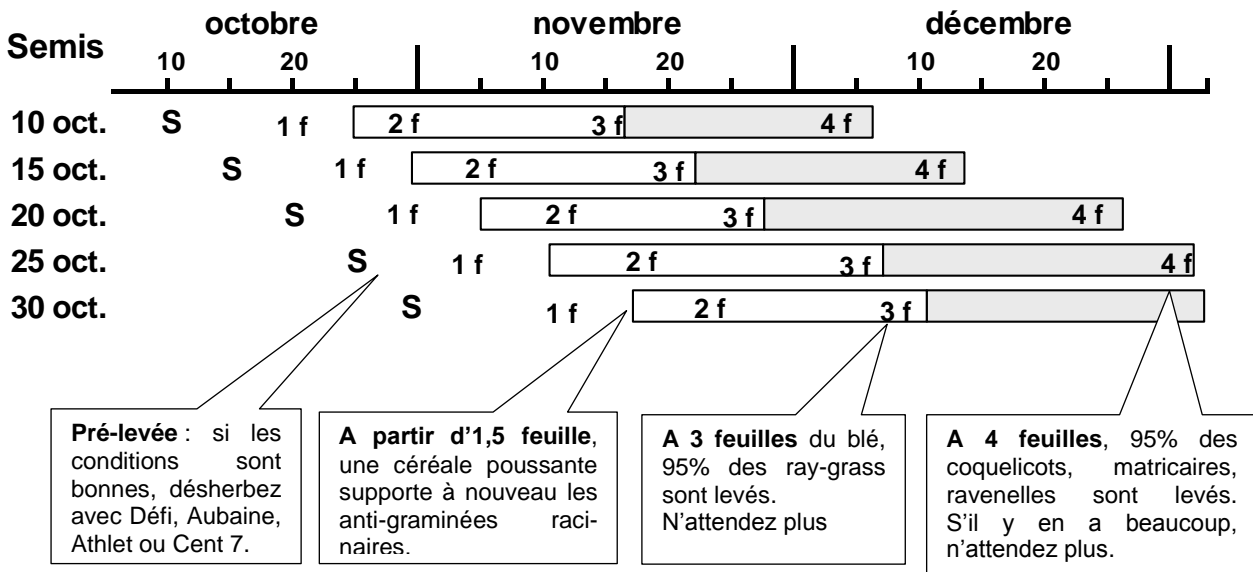 octobre novembre décembre
Semis
10 20 10 20 10 20
10 oct. S 1 f 2 f 3 f 4 f
15 oct. S 1 f 2 f 3 f 4 f
20 oct. S 1 f 2 f 3 f 4 f
25 oct. S 1 f 2 f 3 f 4 f
30 oct. S 1 f 2 f 3 f
Pré-levée : si les
conditions sont
bonnes, désherbez
avec Défi, Aubaine,
Athlet ou Cent 7.
A partir d'1,5 feuille,
une céréale poussante
supporte à nouveau les
anti-graminées raci-
naires.
A 3 feuilles du blé,
95% des ray-grass
sont levés.
N'attendez plus
A 4 feuilles, 95% des
coquelicots, matricaires,
ravenelles sont levés.
S'il y en a beaucoup,
n'attendez plus.